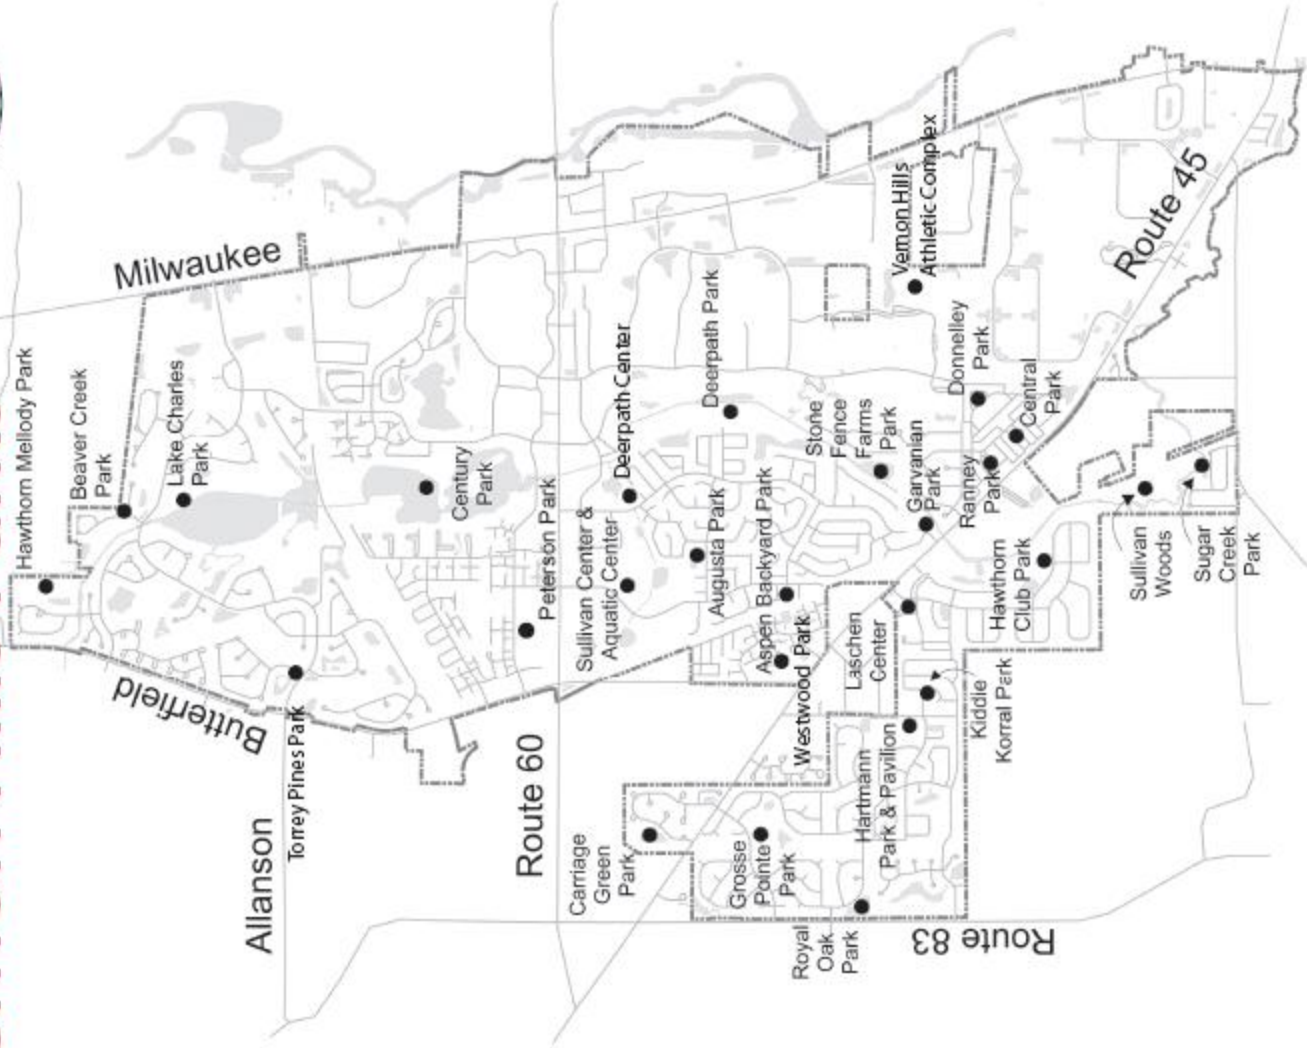 Milwaukee
Hawthorn Mellody Park
Beaver Creek
Park
Lake Charles
Park
Butterfield
Torrey Pines Park
Allanson
Century
Park
Peterson Park
Route 60
Sullivan Center &
Aquatic Center
Deerpath Center
Deerpath Park
Augusta Park
Aspen Backyard Park
Westwood Park
Stone
Fence
Farms
Park
Garvanian
Park
Vernon Hills
Athletic Complex
Donnelley
Park
Central
Park
Ranney
Park
Route 45
Laschen
Center
Hawthorn
Club Park
Sullivan
Woods
Sugar
Creek
Park
Kiddie
Korral Park
Hartmann
Park & Pavilion
Carriage
Green
Park
Grosse
Pointe
Park
Royal
Oak
Park
Route 83